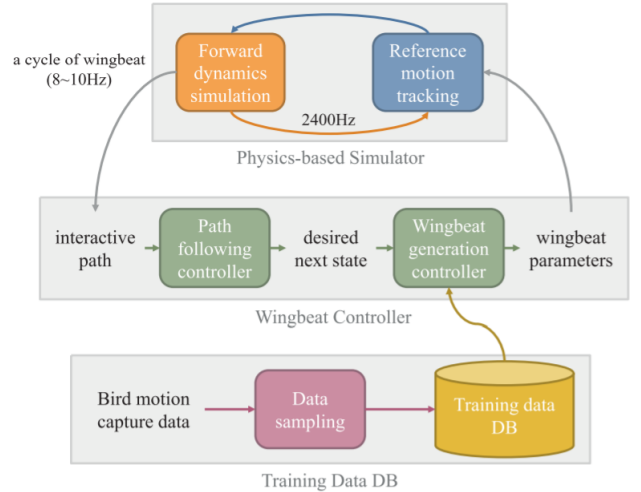 a cycle of wingbeat
(8~10Hz)
Forward
dynamics
simulation
Reference
motion
tracking
2400Hz
Physics-based Simulator
interactive
path
Path
following
controller
desired
next state
Wingbeat
generation
controller
wingbeat
parameters
Wingbeat Controller
Bird motion
capture data
Data
sampling
Training data
DB
Training Data DB